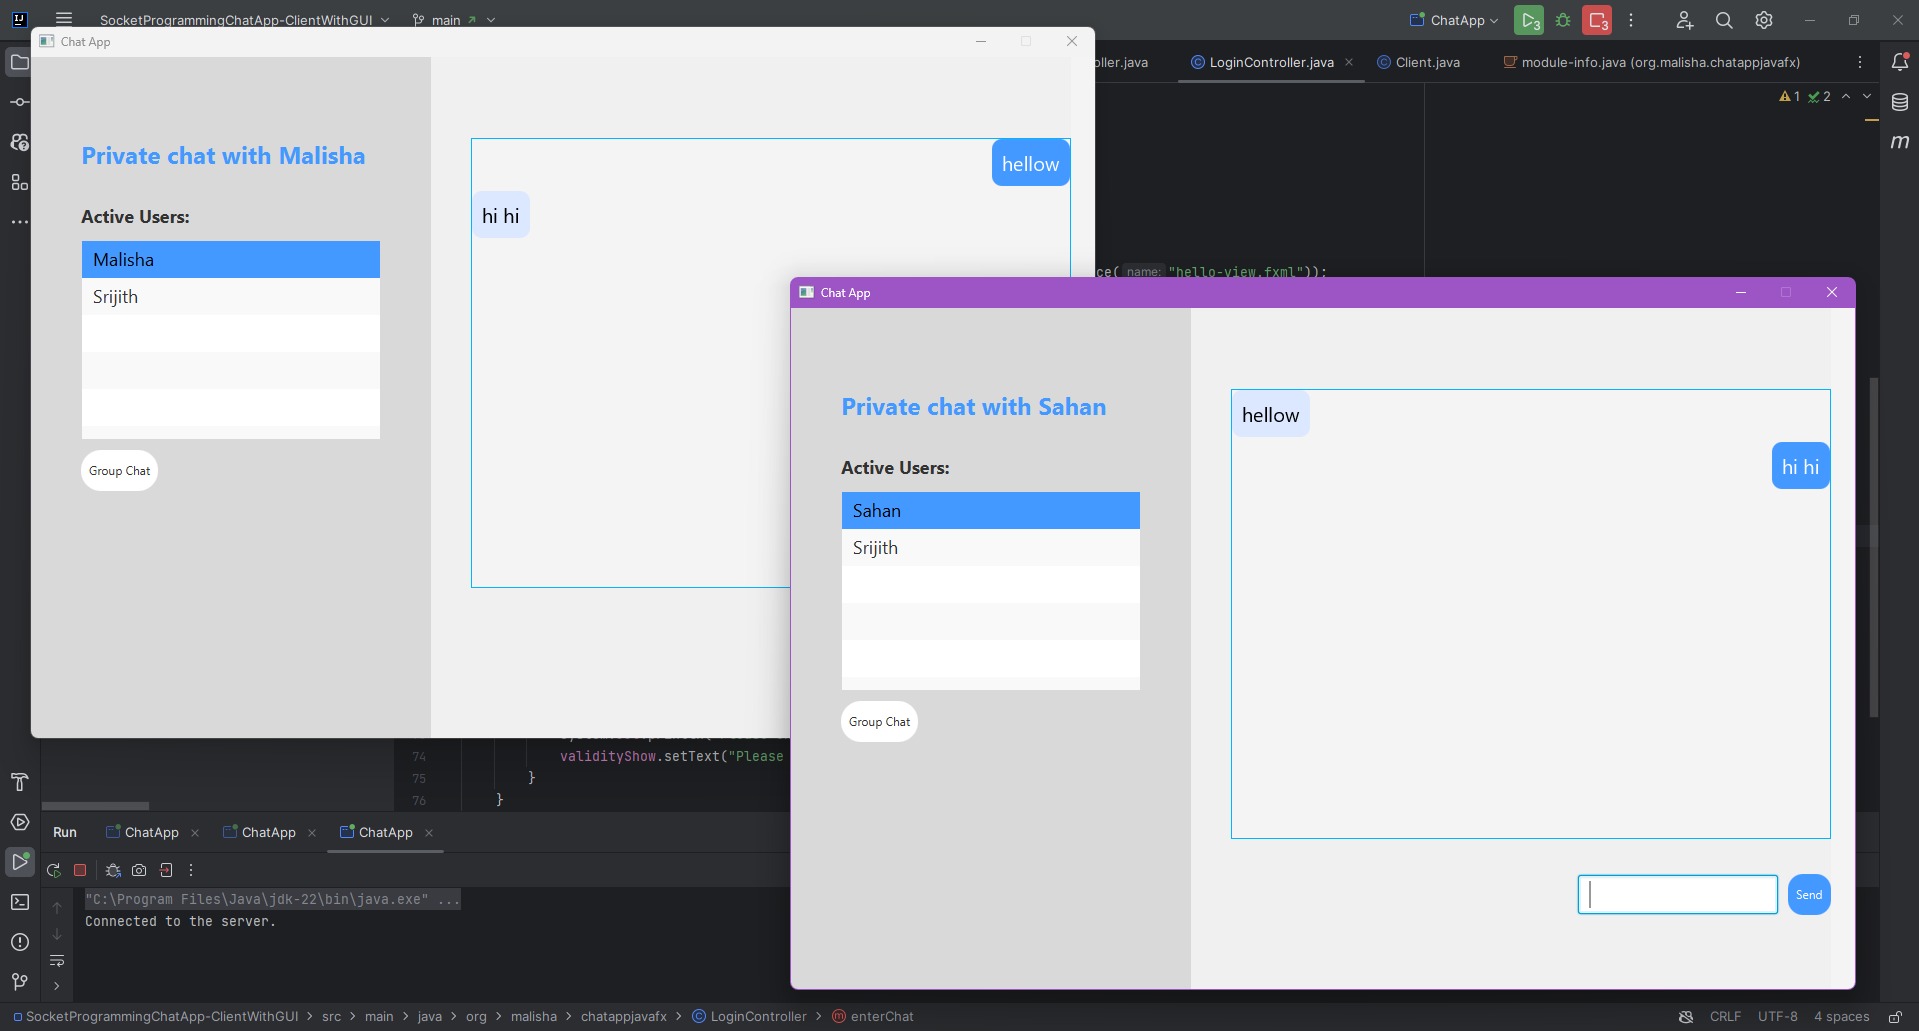 SocketProgrammingChatApp-ClientWithGUI
main
ChatApp
3
3
Chat App
oller.java
LoginController.java
Client.java
module-info.java (org.malisha.chatappjavafx)
1
2
Private chat with Malisha
Active Users:
Malisha
Srijith
Group Chat
hellow
hi hi
ce( name: "hello-view.fxml"));
Chat App
Private chat with Sahan
Active Users:
Sahan
Srijith
Group Chat
hellow
hi hi
Send
74 validityShow.setText("Please
75 }
76 }
Run
ChatApp
ChatApp
ChatApp
"C:\Program Files\Java\jdk-22\bin\java.exe" ...
Connected to the server.
SocketProgrammingChatApp-ClientWithGUI > src > main > java > org > malisha > chatappjavafx > LoginController > enterChat
CRLF UTF-8 4 spaces